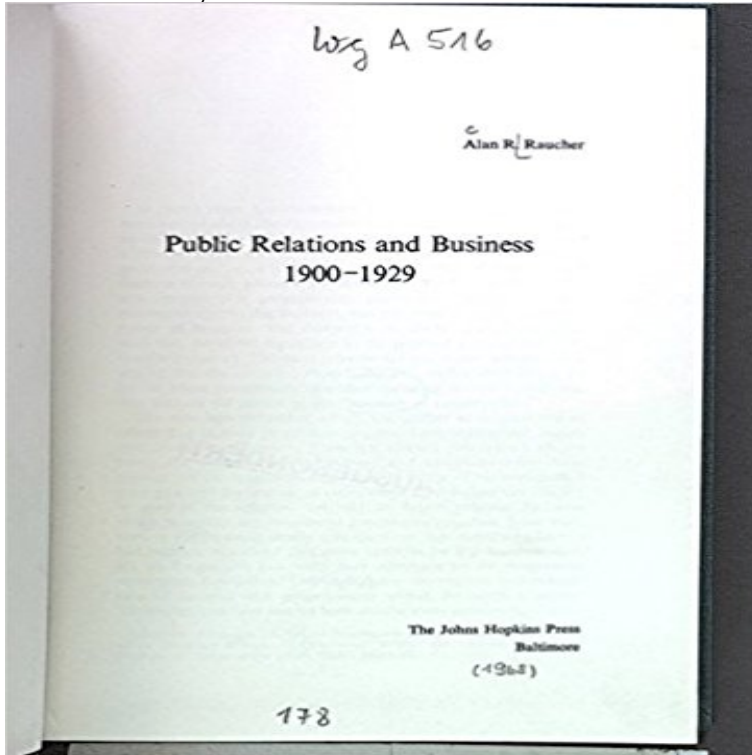 wg A 516
Alan R. Raucher
Public Relations and Business
1900–1929
The Johns Hopkins Press
Baltimore
(1968)
178